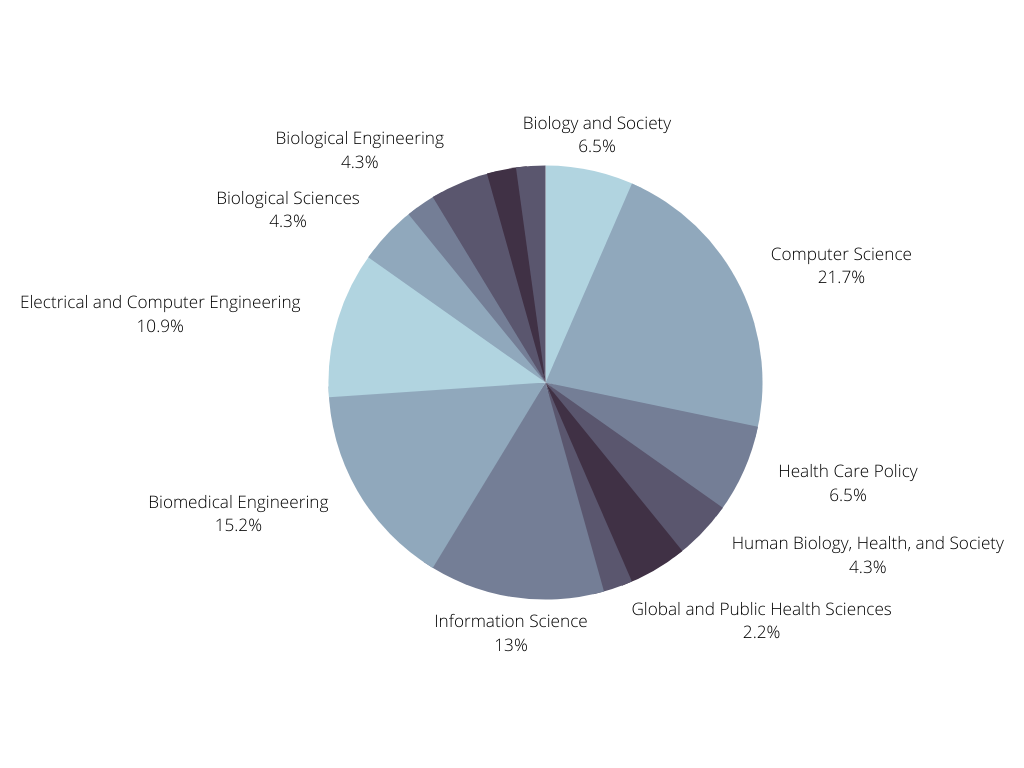 Biology and Society
6.5%
Computer Science
21.7%
Health Care Policy
6.5%
Human Biology, Health, and Society
4.3%
Global and Public Health Sciences
2.2%
Information Science
13%
Biomedical Engineering
15.2%
Electrical and Computer Engineering
10.9%
Biological Sciences
4.3%
Biological Engineering
4.3%